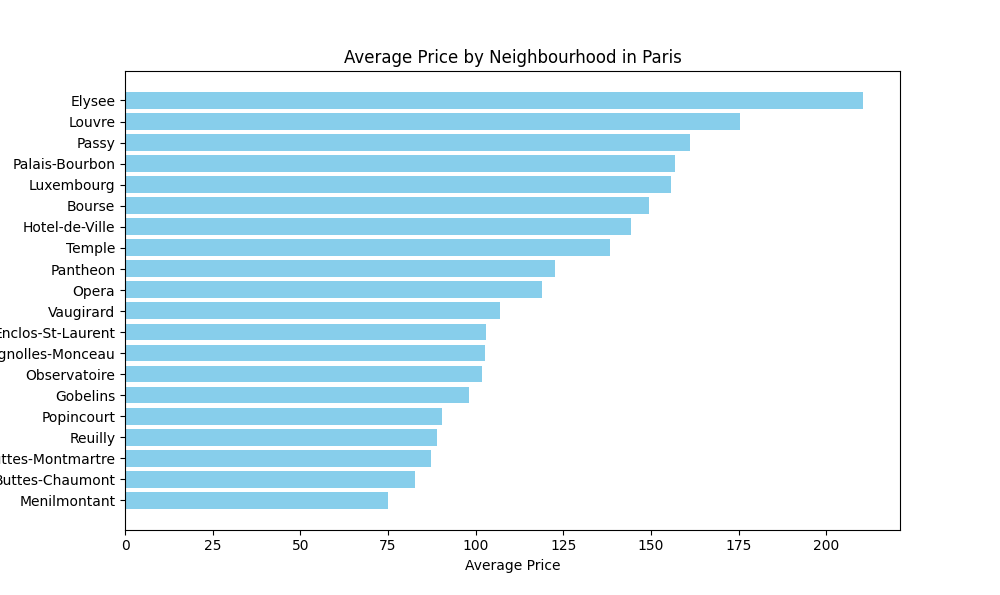 Average Price by Neighbourhood in Paris
Elysee
Louvre
Passy
Palais-Bourbon
Luxembourg
Bourse
Hotel-de-Ville
Temple
Pantheon
Opera
Vaugirard
Enclos-St-Laurent
gnolles-Monceau
Observatoire
Gobelins
Popincourt
Reuilly
ttes-Montmartre
Buttes-Chaumont
Menilmontant
0 25 50 75 100 125 150 175 200
Average Price